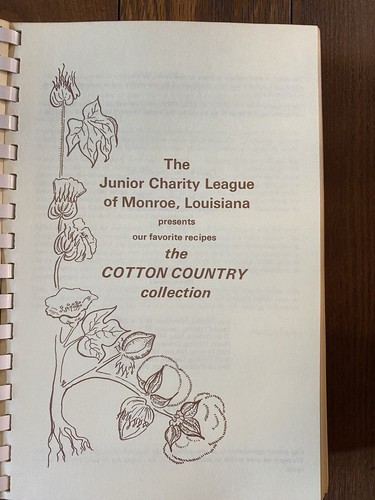 The
Junior Charity League
of Monroe, Louisiana
presents
our favorite recipes
the
COTTON COUNTRY
collection